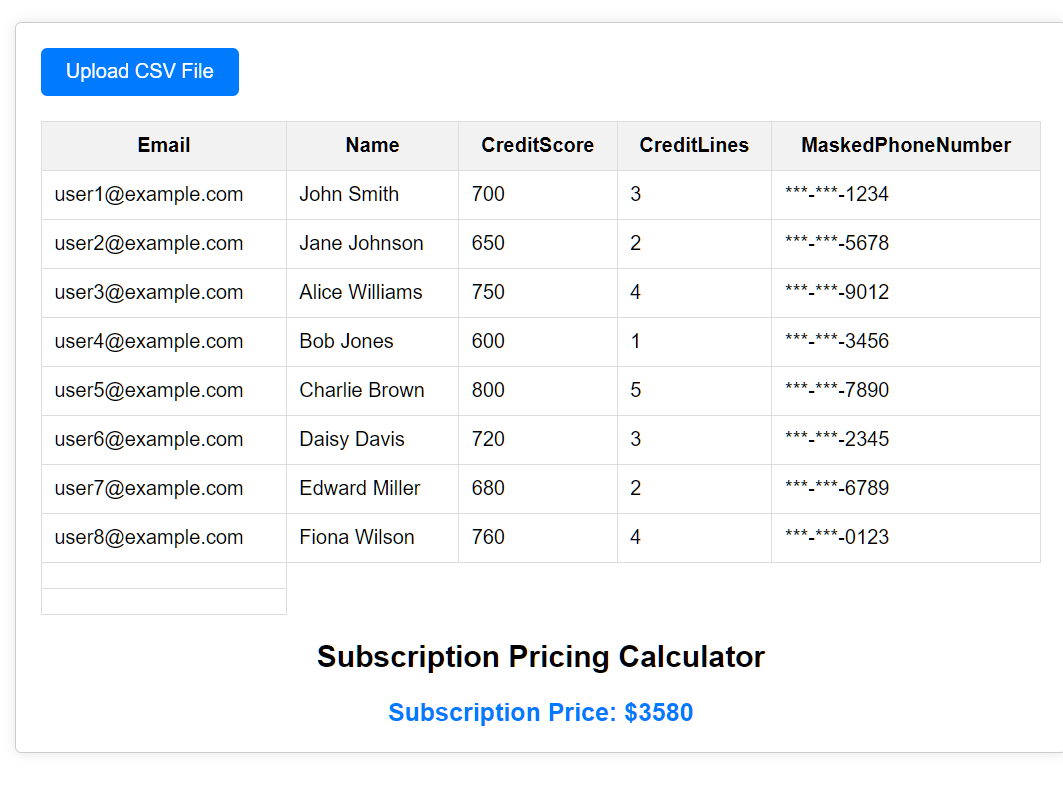 Upload CSV File
Email Name CreditScore CreditLines MaskedPhoneNumber
user1@example.com John Smith 700 3 ***-***-1234
user2@example.com Jane Johnson 650 2 ***-***-5678
user3@example.com Alice Williams 750 4 ***-***-9012
user4@example.com Bob Jones 600 1 ***-***-3456
user5@example.com Charlie Brown 800 5 ***-***-7890
user6@example.com Daisy Davis 720 3 ***-***-2345
user7@example.com Edward Miller 680 2 ***-***-6789
user8@example.com Fiona Wilson 760 4 ***-***-0123
Subscription Pricing Calculator
Subscription Price: $3580